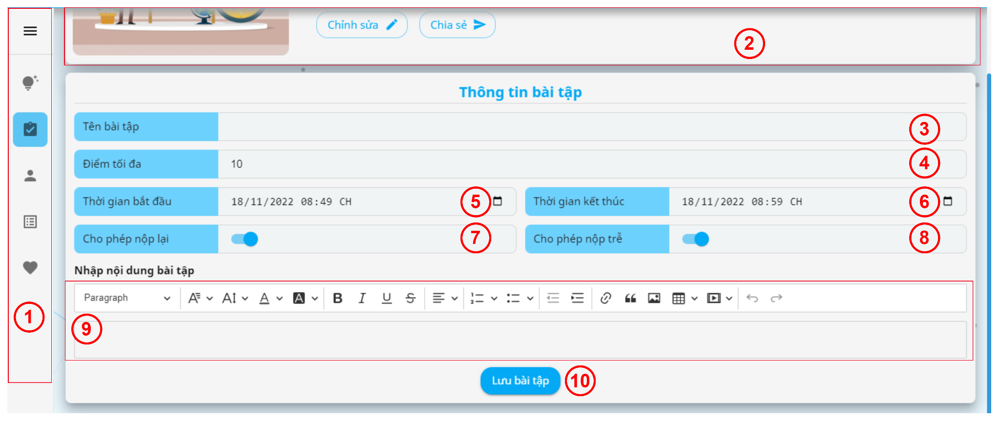 Chỉnh sửa
Chia sẻ
2
Thông tin bài tập
Tên bài tập
3
Điểm tối đa
10
4
Thời gian bắt đầu
18/11/2022 08:49 CH
5
Thời gian kết thúc
18/11/2022 08:59 CH
6
Cho phép nộp lại
7
Cho phép nộp trễ
8
Nhập nội dung bài tập
Paragraph
1
9
Lưu bài tập
10